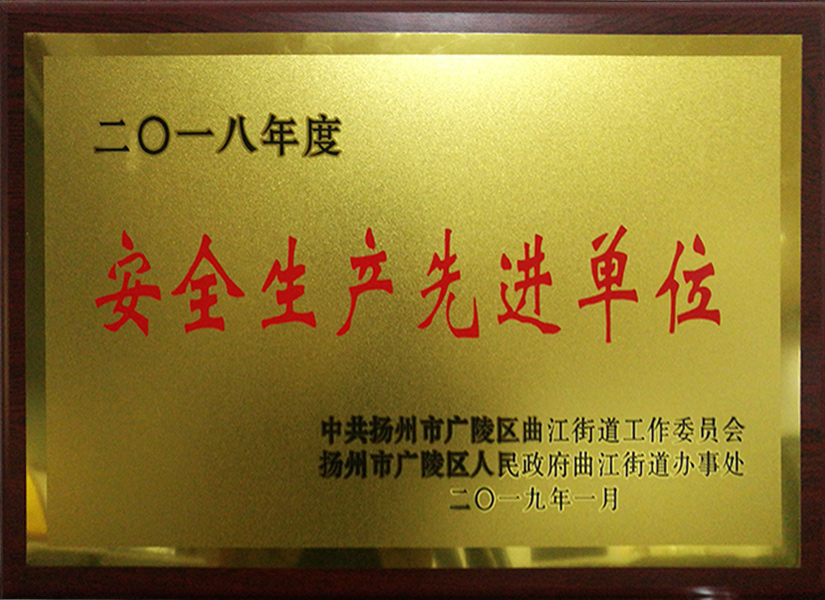 二〇一八年度
安全生产先进单位
中共扬州市广陵区曲江街道工作委员会
扬州市广陵区人民政府曲江街道办事处
二〇一九年一月